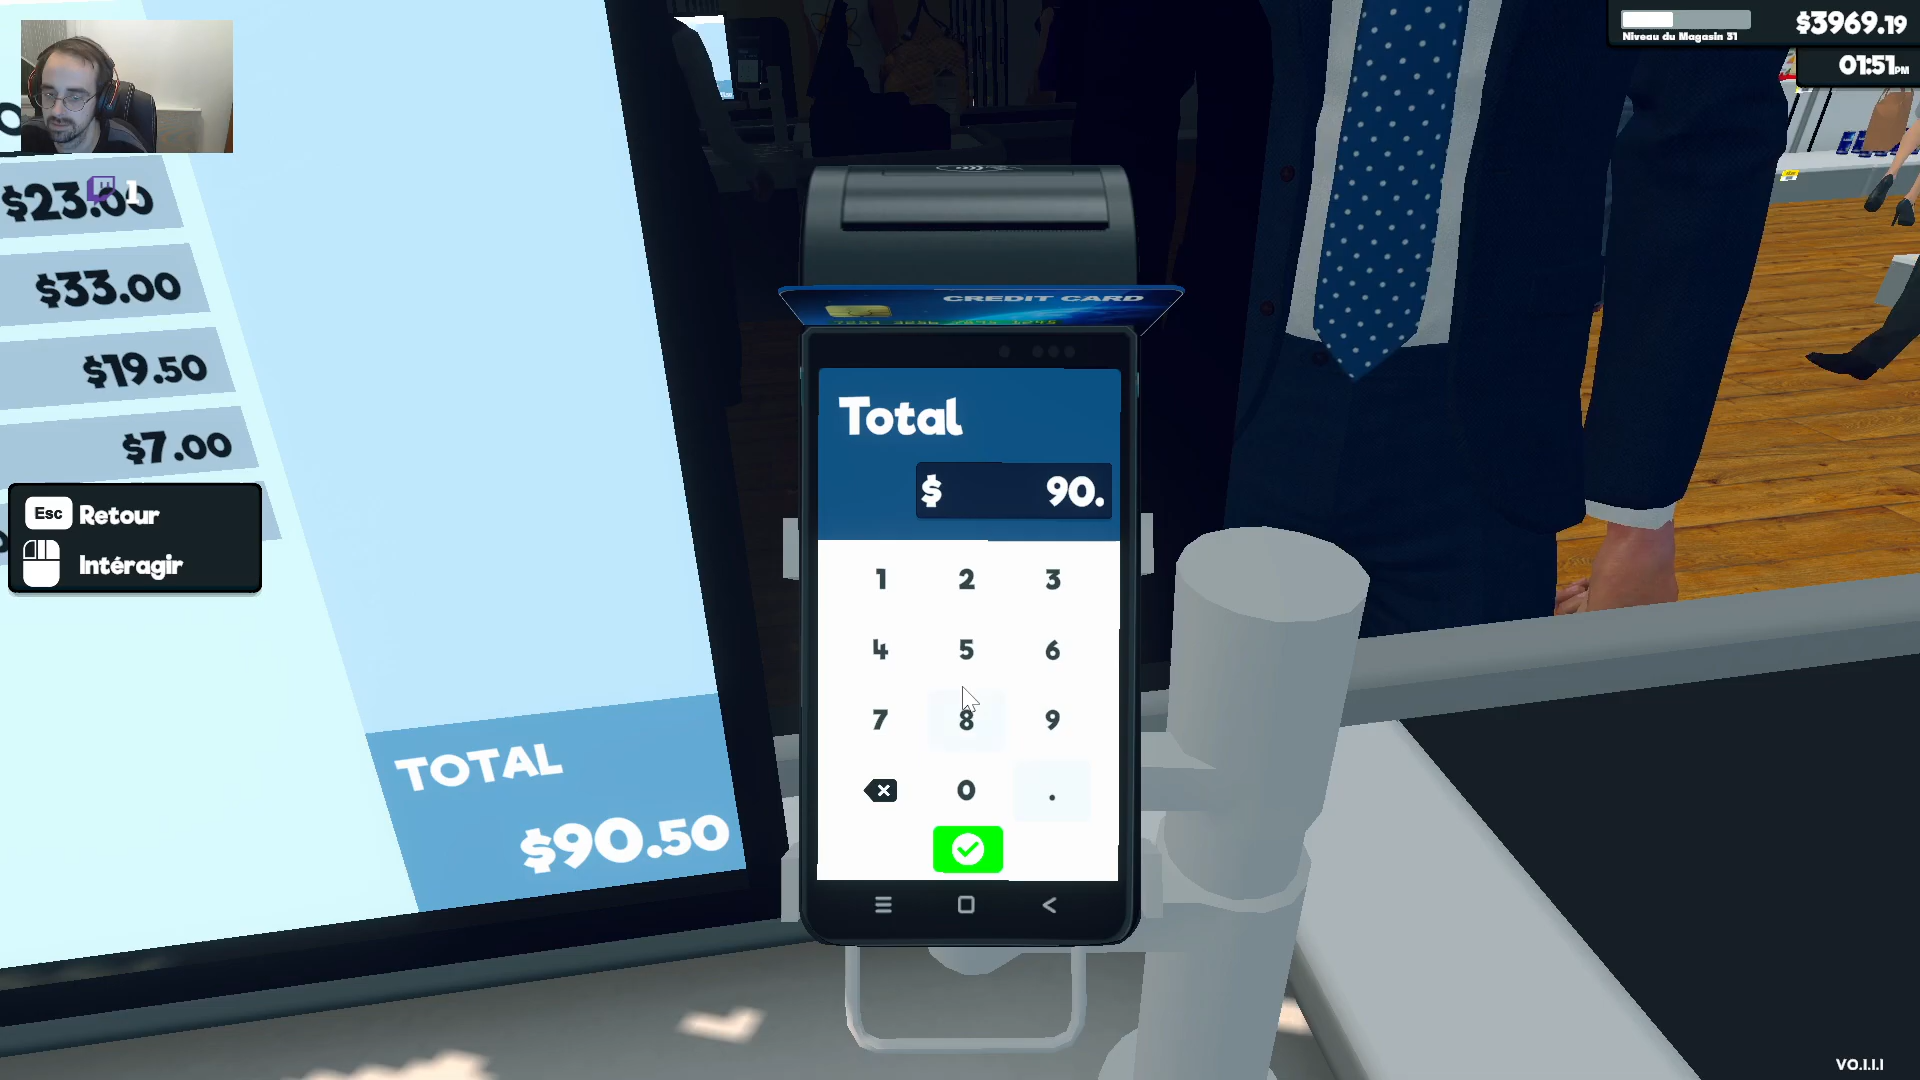 $3969.19
Niveau du Magasin 31
01:51PM
$23.00
1
$33.00
$19.50
$7.00
Esc Retour
Intéragir
TOTAL
$90.50
CREDIT CARD
Total
$ 90.
1 2 3
4 5 6
7 8 9
0 .
V0.1.1.1